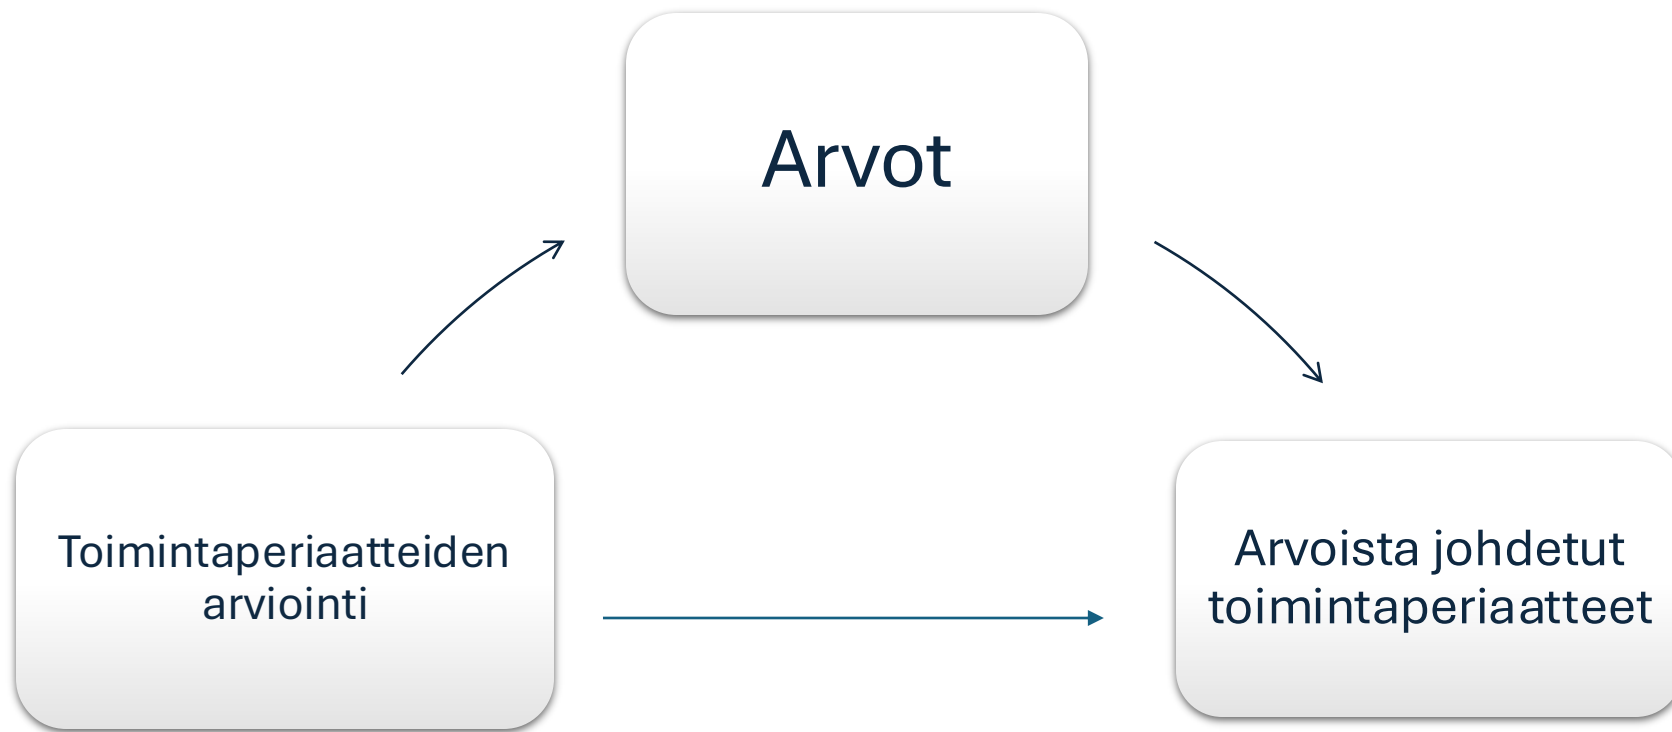 Arvot
Toimintaperiaatteiden
arviointi
Arvoista johdetut
toimintaperiaatteet